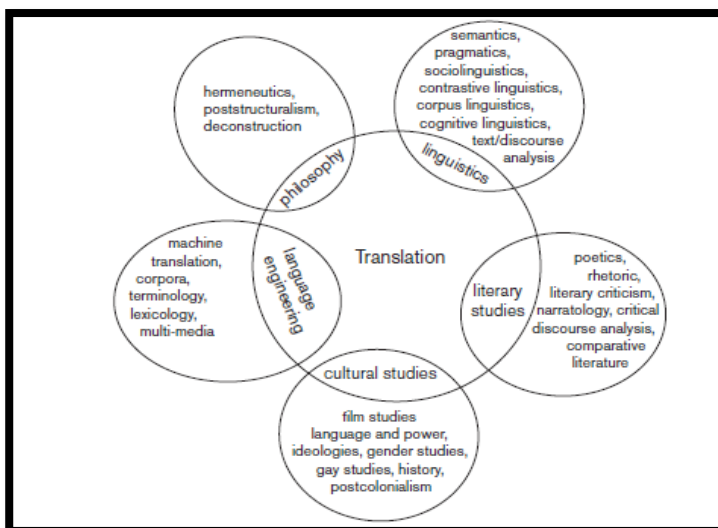 semantics,
pragmatics,
sociolinguistics,
contrastive linguistics,
corpus linguistics,
cognitive linguistics,
text/discourse
analysis
linguistics
hermeneutics,
poststructuralism,
deconstruction
philosophy
Translation
machine
translation,
corpora,
terminology,
lexicology,
multi-media
language
engineering
poetics,
rhetoric,
literary criticism,
narratology, critical
discourse analysis,
comparative
literature
literary
studies
cultural studies
film studies
language and power,
ideologies, gender studies,
gay studies, history,
postcolonialism